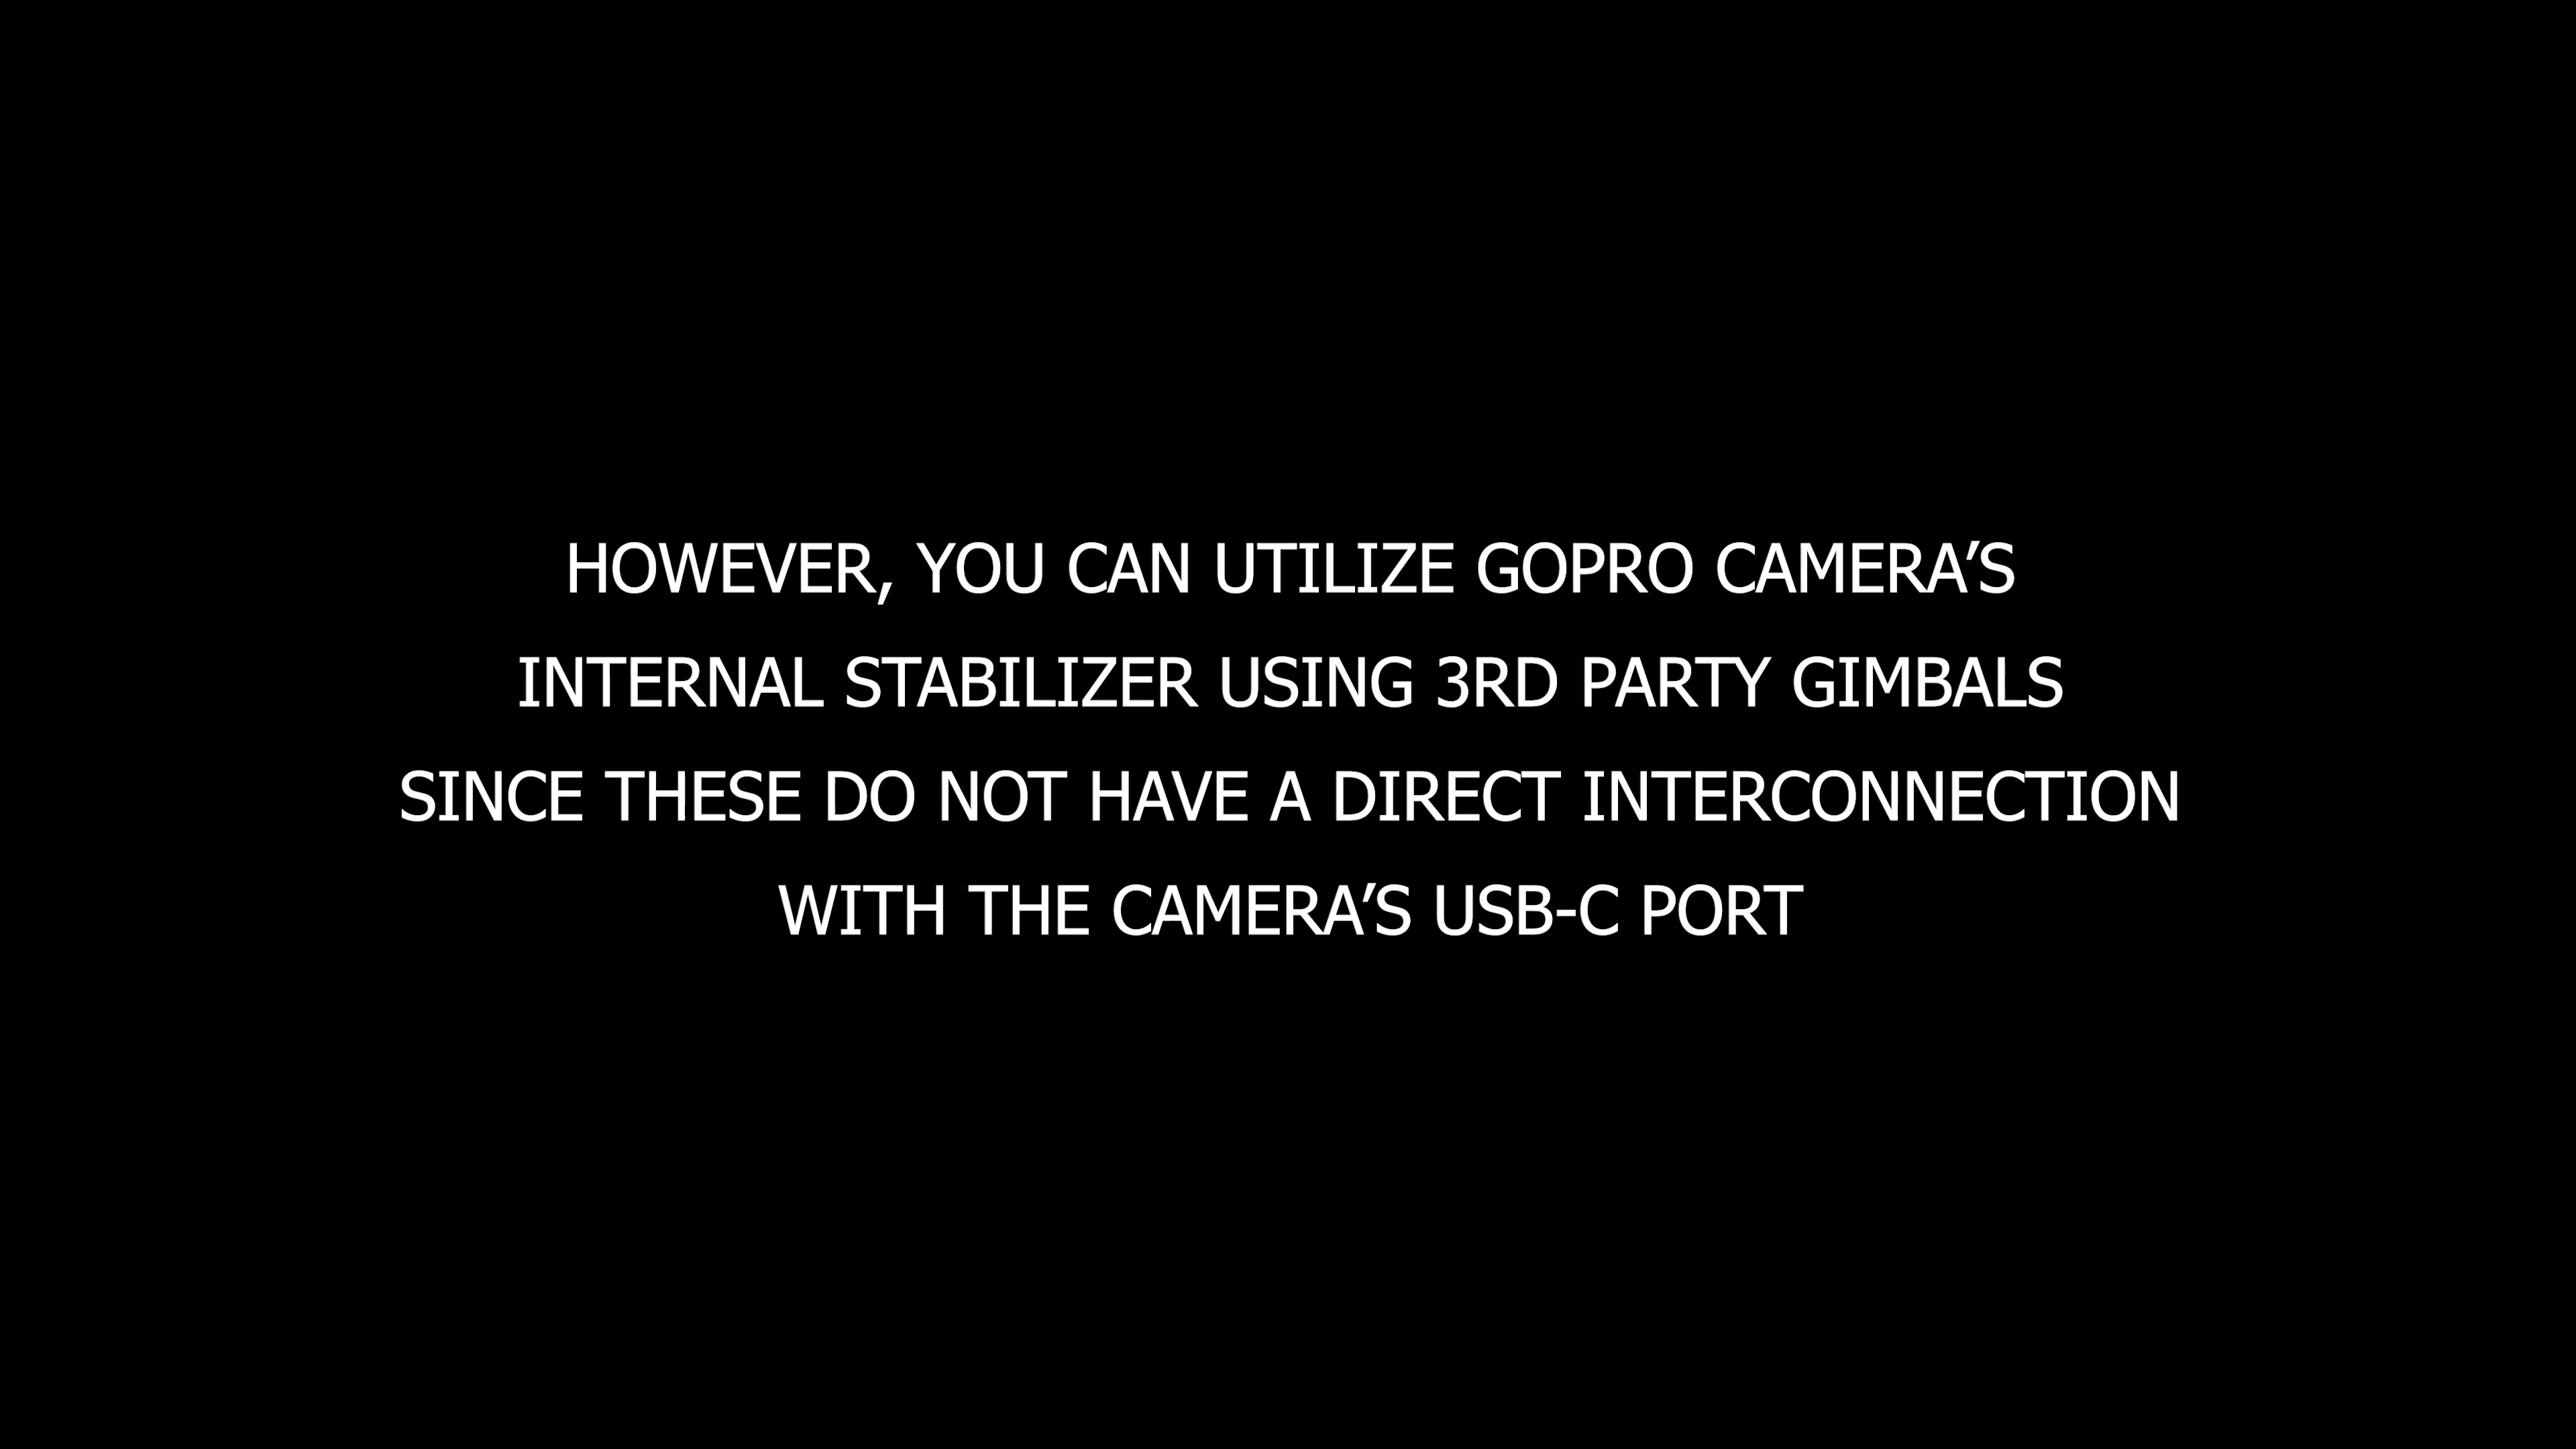 HOWEVER, YOU CAN UTILIZE GOPRO CAMERA’S
INTERNAL STABILIZER USING 3RD PARTY GIMBALS
SINCE THESE DO NOT HAVE A DIRECT INTERCONNECTION
WITH THE CAMERA’S USB-C PORT